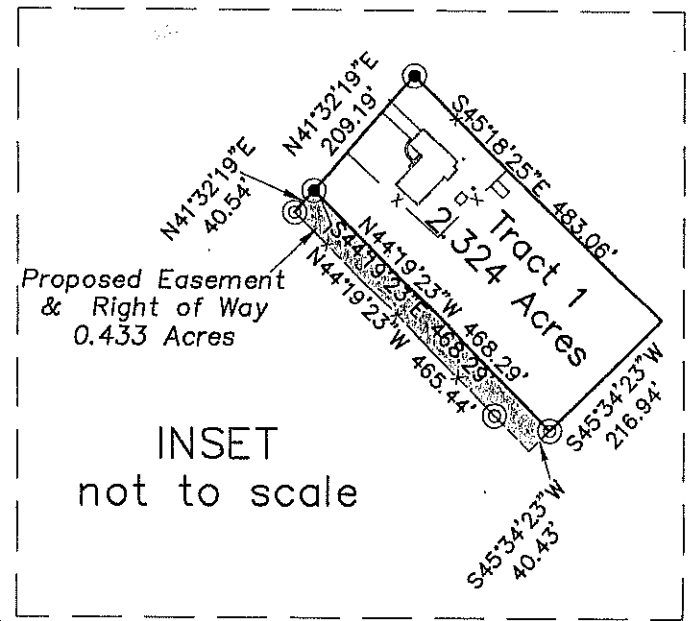 N41°32'19"E
209.19'
S45°18'25"E 483.06'
N41°32'19"E
40.54'
Tract 1
2.324 Acres
N44°19'23"W 468.29'
S44°19'23"E 468.29'
N44°19'23"W 465.44'
Proposed Easement
& Right of Way
0.433 Acres
S45°34'23"W
216.94'
S45°34'23"W
40.43'
INSET
not to scale